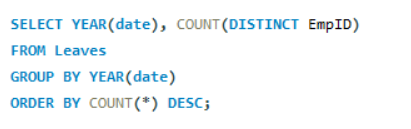 SELECT YEAR(date), COUNT(DISTINCT EmpID)
FROM Leaves
GROUP BY YEAR(date)
ORDER BY COUNT(*) DESC;